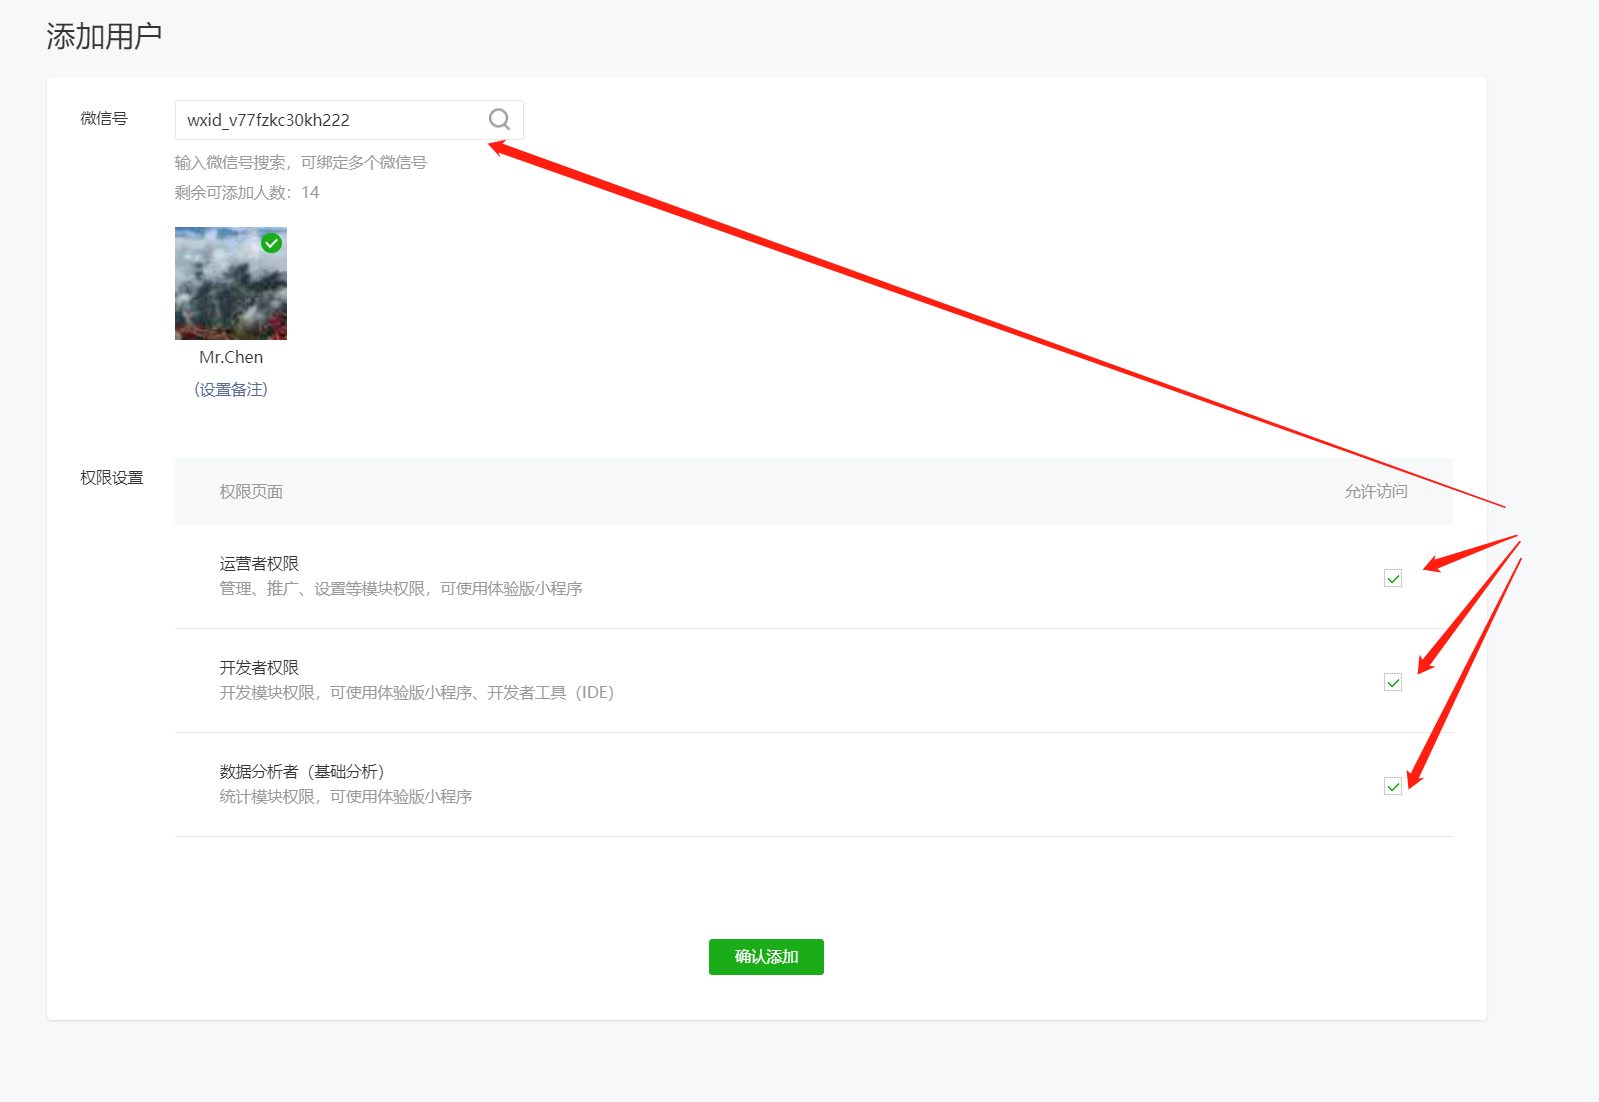 添加用户
微信号
wxid_v77fzkc30kh222
输入微信号搜索，可绑定多个微信号
剩余可添加人数：14
Mr.Chen
(设置备注)
权限设置
权限页面
允许访问
运营者权限
管理、推广、设置等模块权限，可使用体验版小程序
开发者权限
开发模块权限，可使用体验版小程序、开发者工具（IDE）
数据分析者（基础分析）
统计模块权限，可使用体验版小程序
确认添加